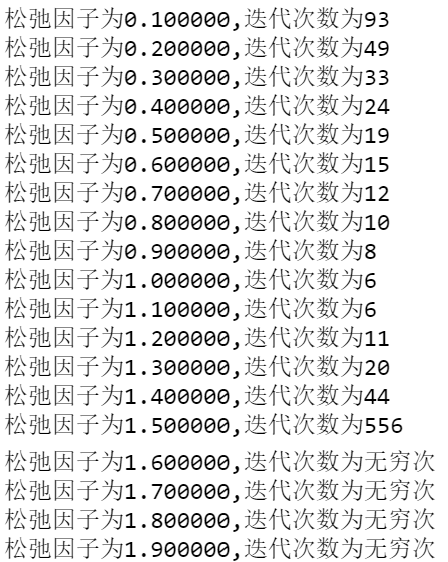 松弛因子为0.100000,迭代次数为93
松弛因子为0.200000,迭代次数为49
松弛因子为0.300000,迭代次数为33
松弛因子为0.400000,迭代次数为24
松弛因子为0.500000,迭代次数为19
松弛因子为0.600000,迭代次数为15
松弛因子为0.700000,迭代次数为12
松弛因子为0.800000,迭代次数为10
松弛因子为0.900000,迭代次数为8
松弛因子为1.000000,迭代次数为6
松弛因子为1.100000,迭代次数为6
松弛因子为1.200000,迭代次数为11
松弛因子为1.300000,迭代次数为20
松弛因子为1.400000,迭代次数为44
松弛因子为1.500000,迭代次数为556
松弛因子为1.600000,迭代次数为无穷次
松弛因子为1.700000,迭代次数为无穷次
松弛因子为1.800000,迭代次数为无穷次
松弛因子为1.900000,迭代次数为无穷次